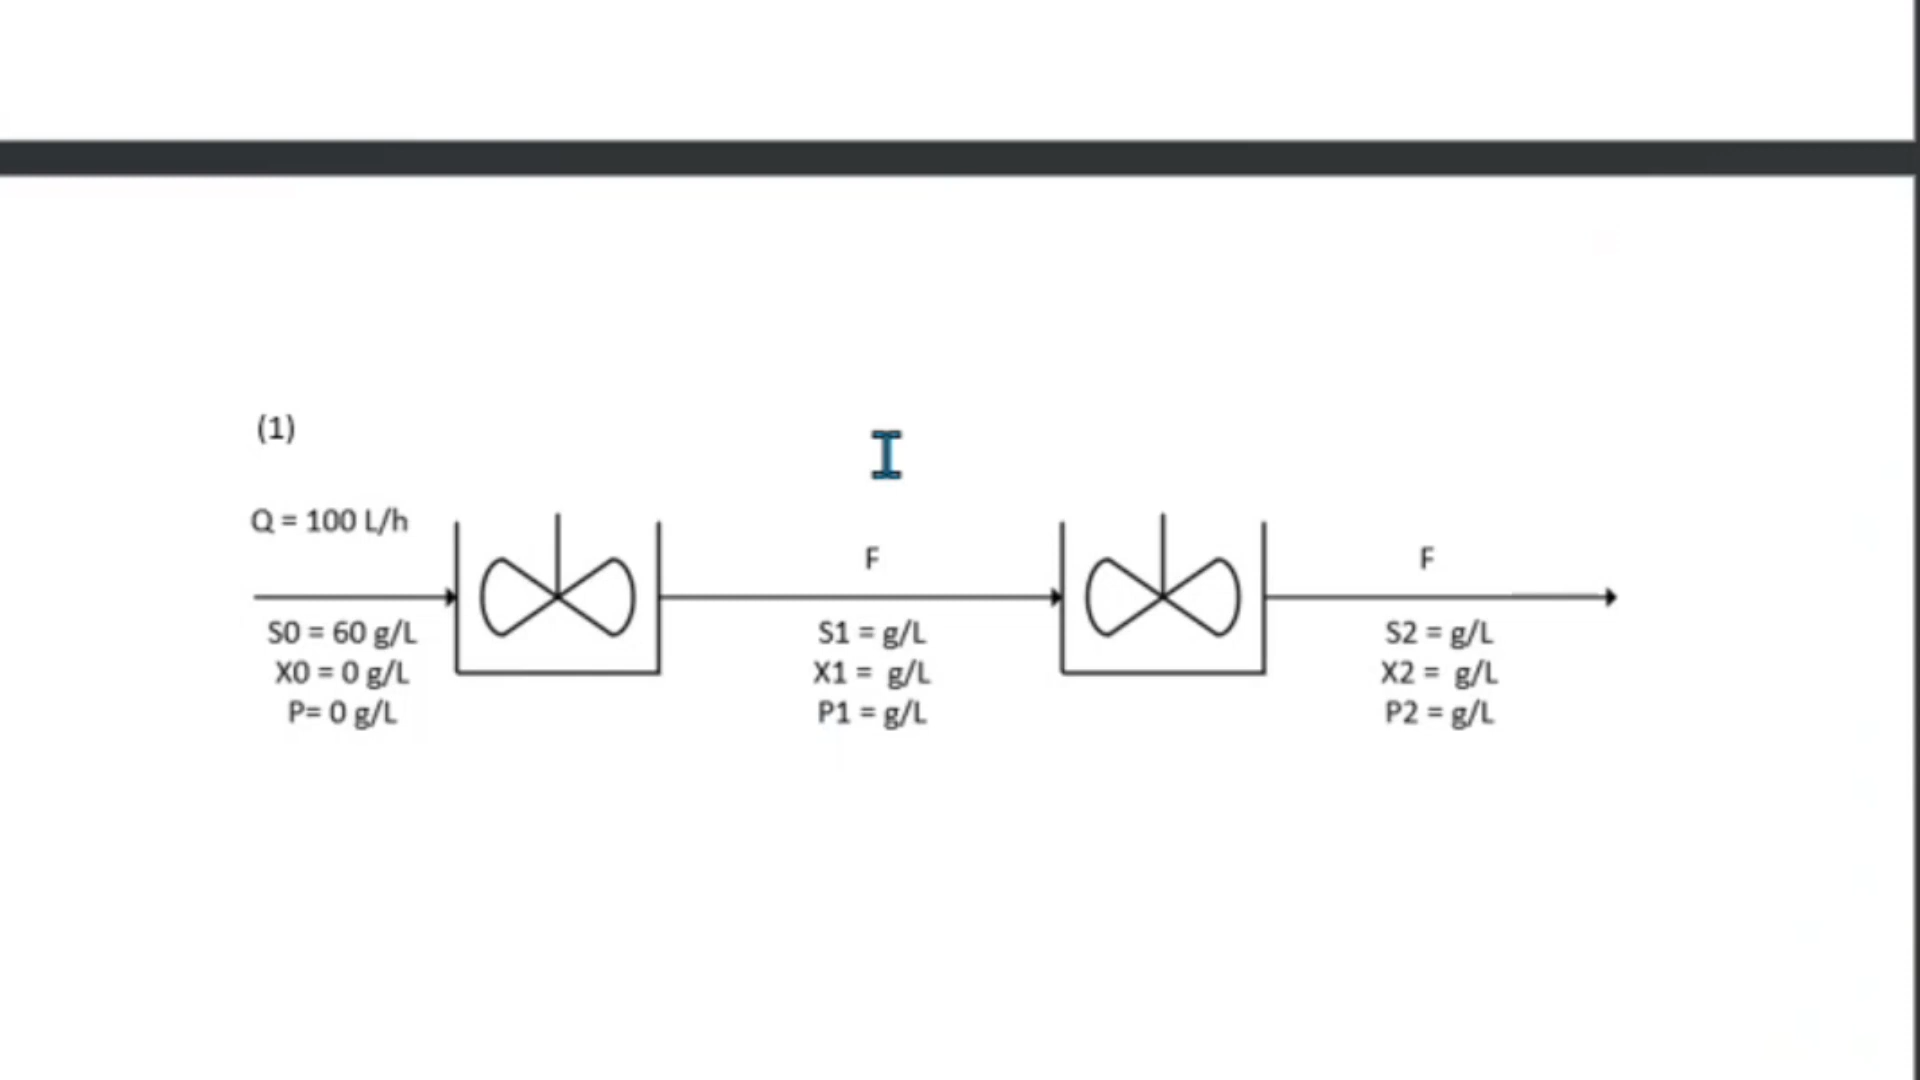 (1)
Q = 100 L/h
S0 = 60 g/L
X0 = 0 g/L
P= 0 g/L
F
S1 = g/L
X1 =  g/L
P1 = g/L
F
S2 = g/L
X2 =  g/L
P2 = g/L